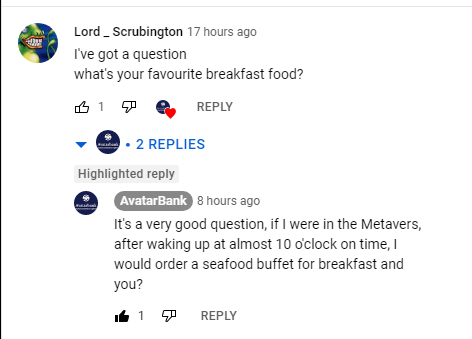 Lord _ Scrubington 17 hours ago
I've got a question
what's your favourite breakfast food?
1 REPLY
• 2 REPLIES
Highlighted reply
AvatarBank 8 hours ago
It's a very good question, if I were in the Metavers,
after waking up at almost 10 o'clock on time, I
would order a seafood buffet for breakfast and
you?
1 REPLY